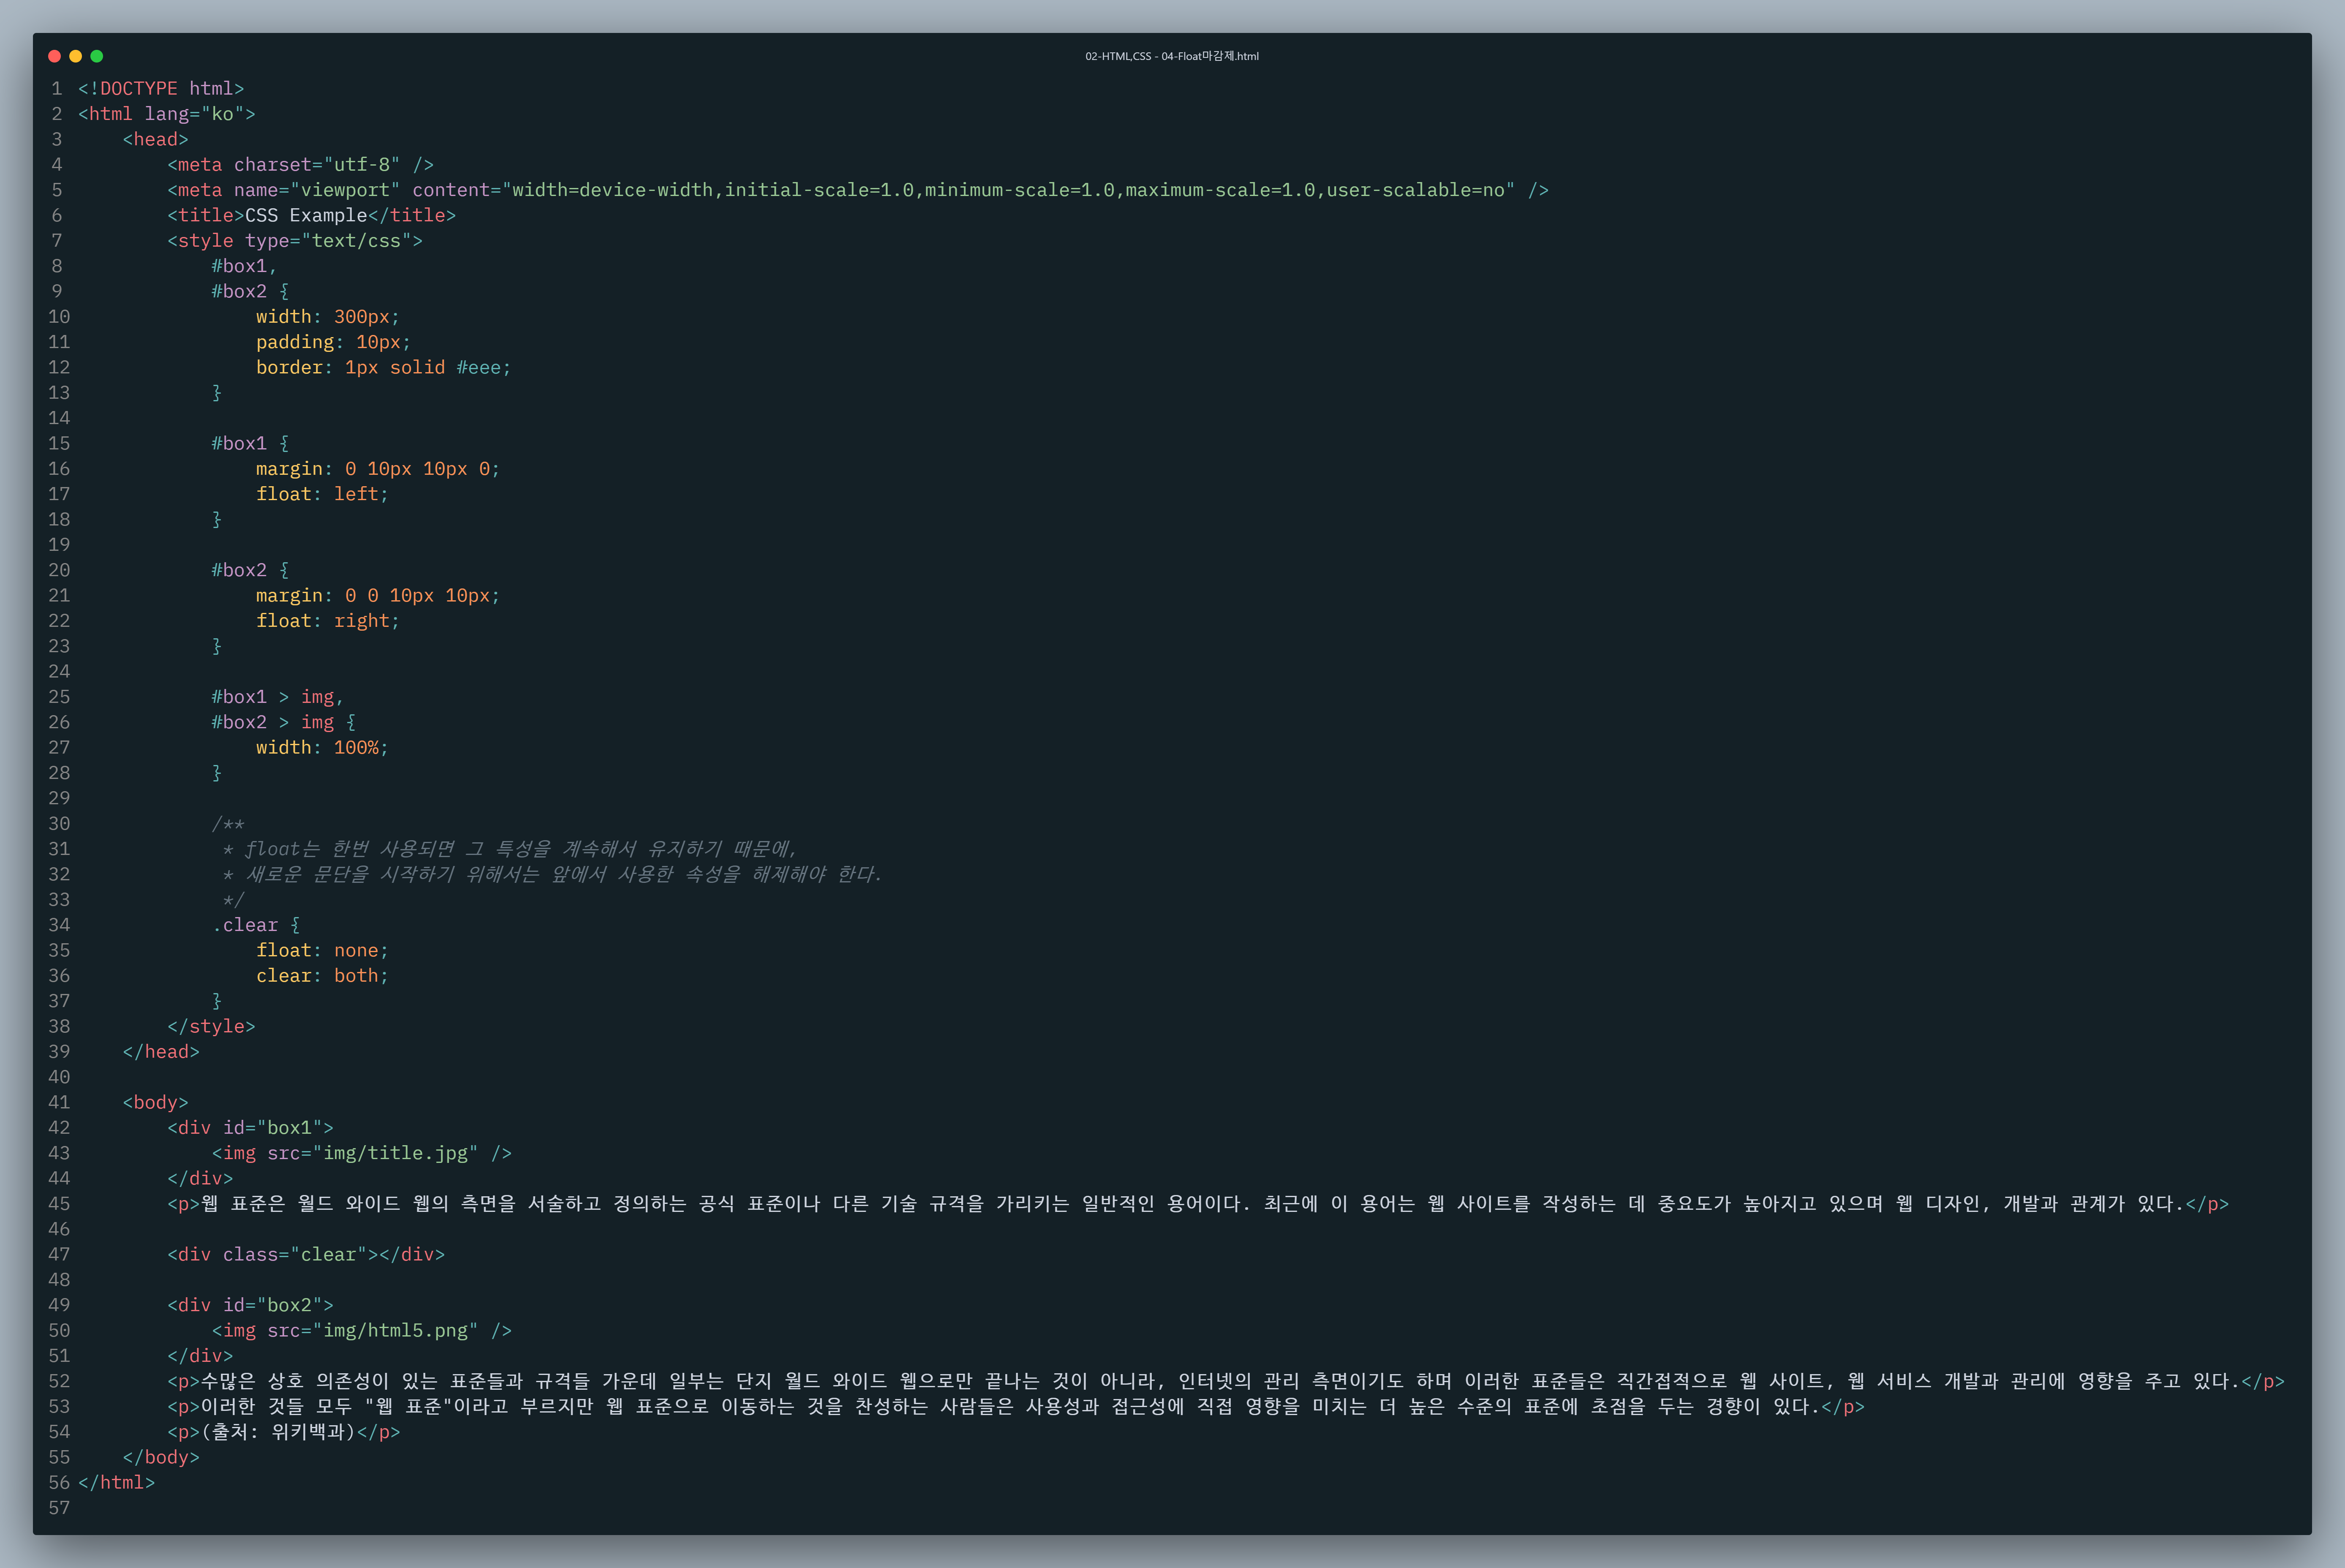 02-HTML,CSS - 04-Float마감제.html
1 <!DOCTYPE html>
2 <html lang="ko">
3     <head>
4         <meta charset="utf-8" />
5         <meta name="viewport" content="width=device-width,initial-scale=1.0,minimum-scale=1.0,maximum-scale=1.0,user-scalable=no" />
6         <title>CSS Example</title>
7         <style type="text/css">
8             #box1,
9             #box2 {
10                 width: 300px;
11                 padding: 10px;
12                 border: 1px solid #eee;
13             }
14
15             #box1 {
16                 margin: 0 10px 10px 0;
17                 float: left;
18             }
19
20             #box2 {
21                 margin: 0 0 10px 10px;
22                 float: right;
23             }
24
25             #box1 > img,
26             #box2 > img {
27                 width: 100%;
28             }
29
30             /**
31              * float는 한번 사용되면 그 특성을 계속해서 유지하기 때문에,
32              * 새로운 문단을 시작하기 위해서는 앞에서 사용한 속성을 해제해야 한다.
33              */
34             .clear {
35                 float: none;
36                 clear: both;
37             }
38         </style>
39     </head>
40
41     <body>
42         <div id="box1">
43             <img src="img/title.jpg" />
44         </div>
45         <p>웹 표준은 월드 와이드 웹의 측면을 서술하고 정의하는 공식 표준이나 다른 기술 규격을 가리키는 일반적인 용어이다. 최근에 이 용어는 웹 사이트를 작성하는 데 중요도가 높아지고 있으며 웹 디자인, 개발과 관계가 있다.</p>
46
47         <div class="clear"></div>
48
49         <div id="box2">
50             <img src="img/html5.png" />
51         </div>
52         <p>수많은 상호 의존성이 있는 표준들과 규격들 가운데 일부는 단지 월드 와이드 웹으로만 끝나는 것이 아니라, 인터넷의 관리 측면이기도 하며 이러한 표준들은 직간접적으로 웹 사이트, 웹 서비스 개발과 관리에 영향을 주고 있다.</p>
53         <p>이러한 것들 모두 "웹 표준"이라고 부르지만 웹 표준으로 이동하는 것을 찬성하는 사람들은 사용성과 접근성에 직접 영향을 미치는 더 높은 수준의 표준에 초점을 두는 경향이 있다.</p>
54         <p>(출처: 위키백과)</p>
55     </body>
56 </html>
57